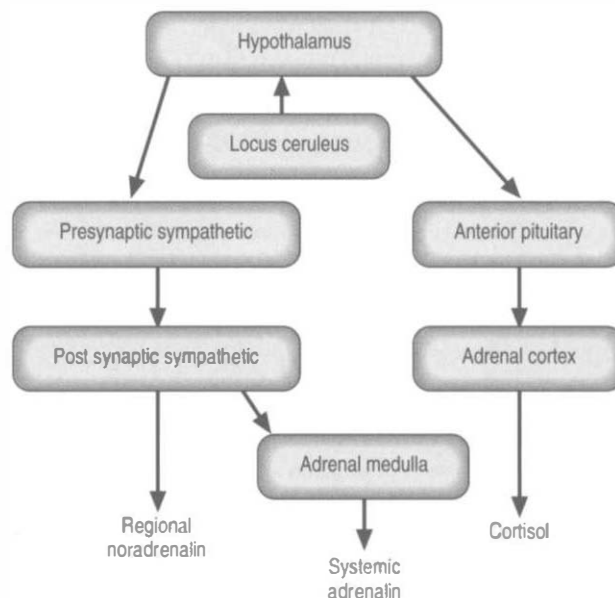 Hypothalamus
Locus ceruleus
Presynaptic sympathetic
Anterior pituitary
Post synaptic sympathetic
Adrenal cortex
Adrenal medulla
Regional
noradrenalin
Cortisol
Systemic
adrenalin